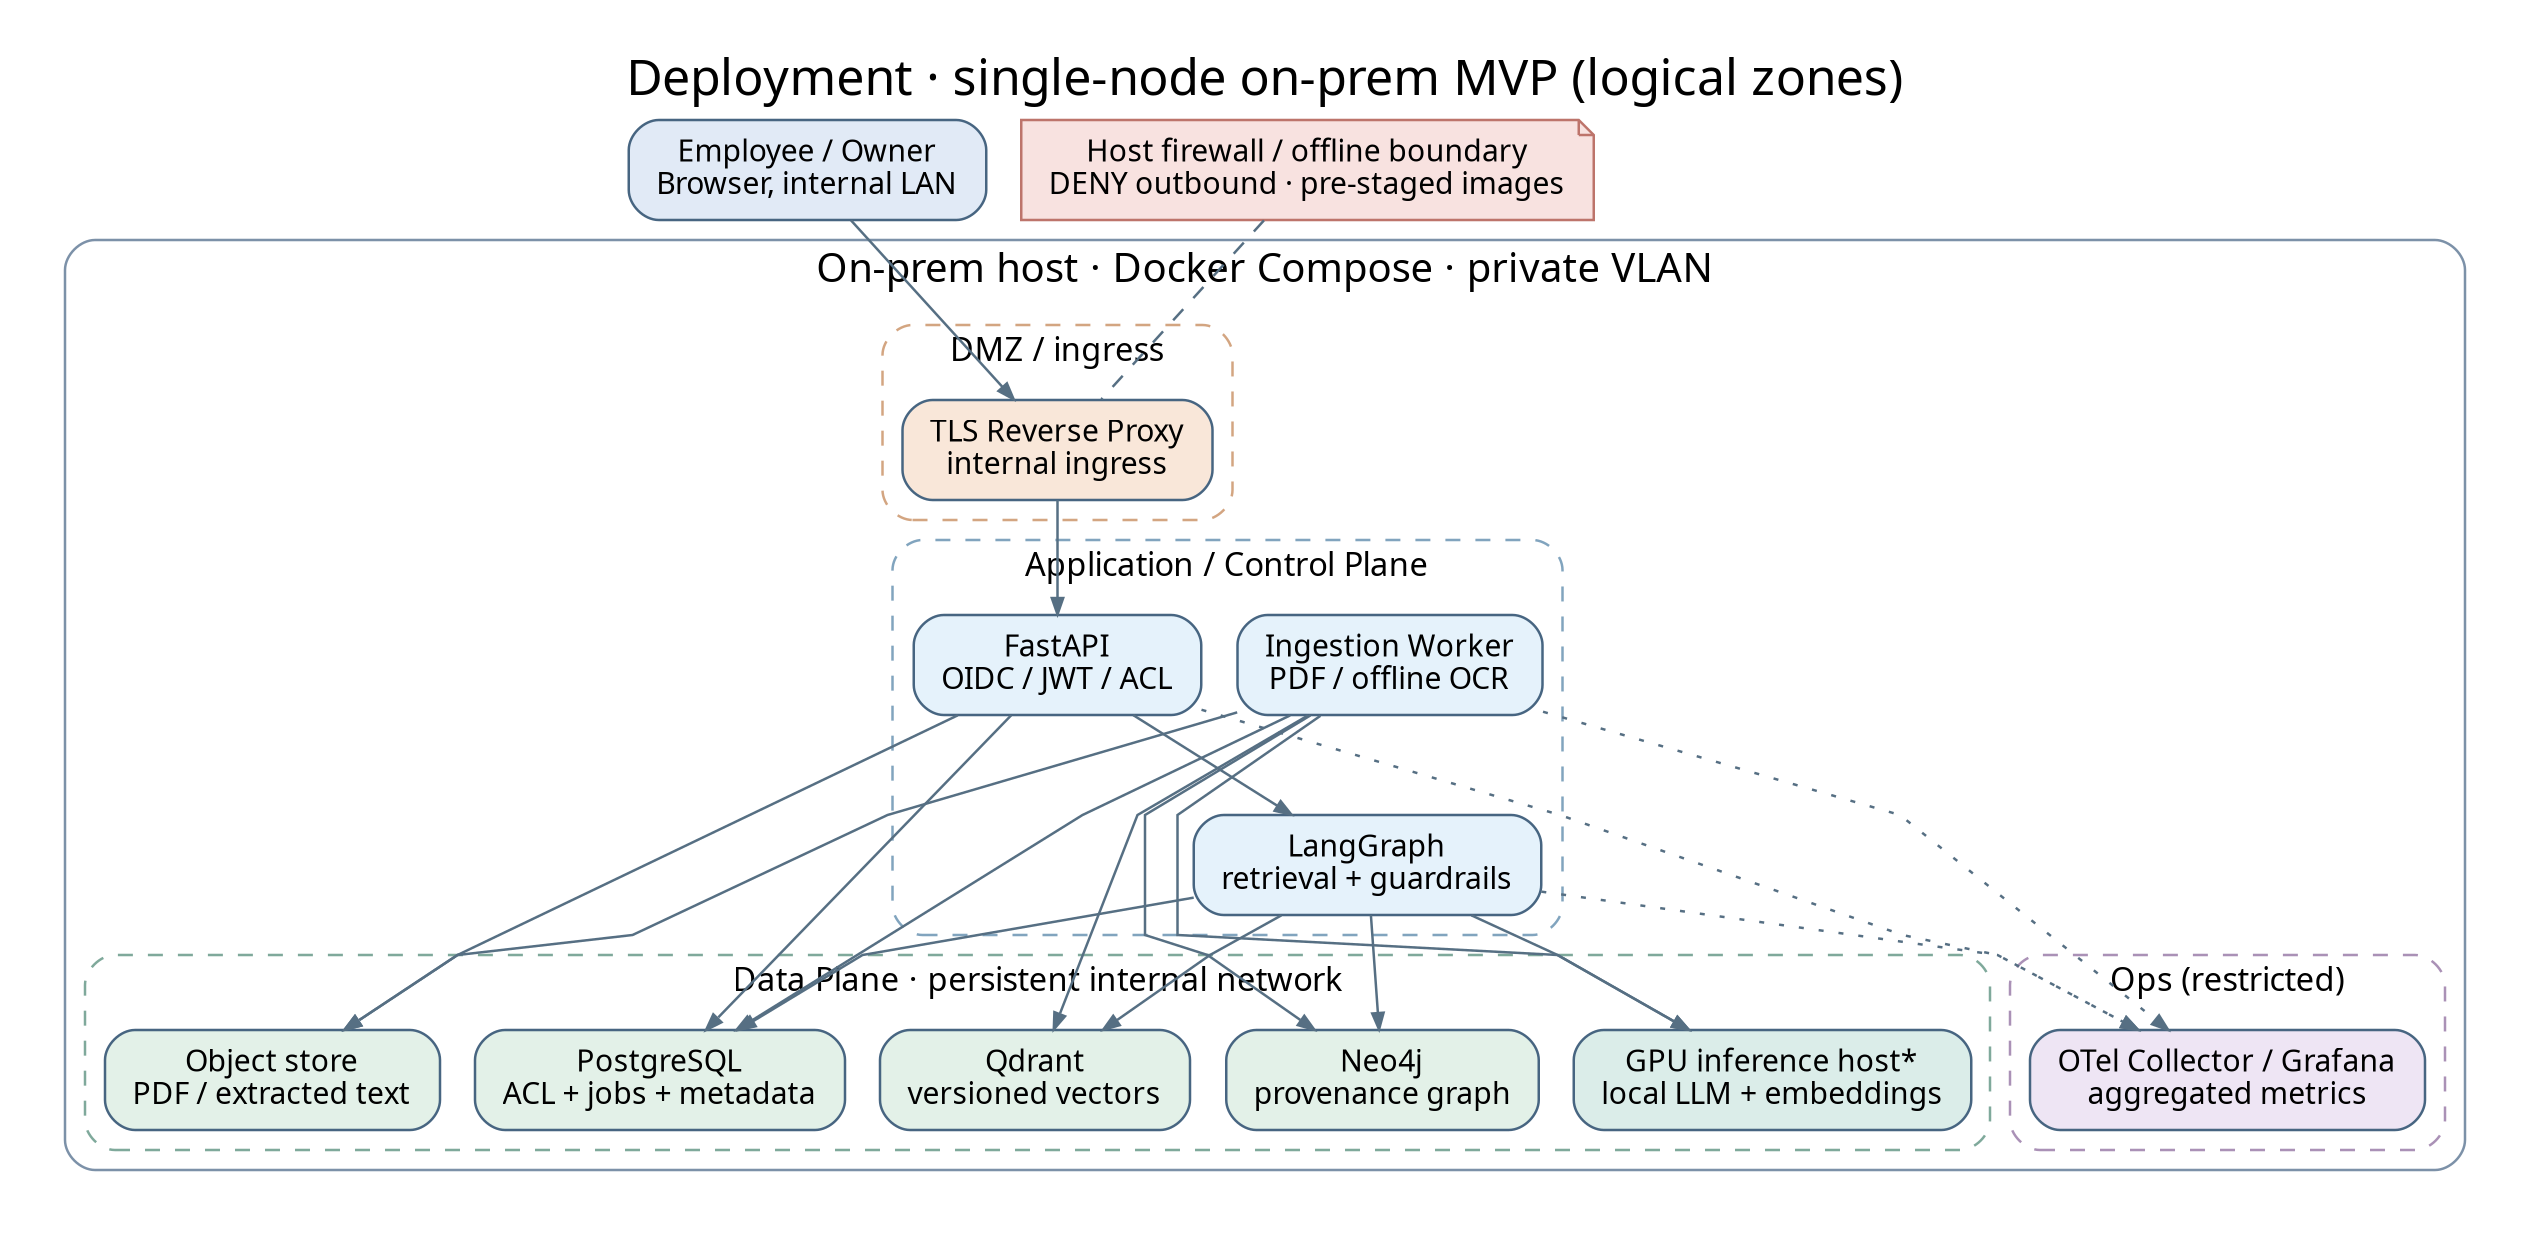 Deployment · single-node on-prem MVP (logical zones)
Employee / Owner
Browser, internal LAN
Host firewall / offline boundary
DENY outbound · pre-staged images
On-prem host · Docker Compose · private VLAN
DMZ / ingress
TLS Reverse Proxy
internal ingress
Application / Control Plane
FastAPI
OIDC / JWT / ACL
Ingestion Worker
PDF / offline OCR
LangGraph
retrieval + guardrails
Data Plane · persistent internal network
Ops (restricted)
Object store
PDF / extracted text
PostgreSQL
ACL + jobs + metadata
Qdrant
versioned vectors
Neo4j
provenance graph
GPU inference host*
local LLM + embeddings
OTel Collector / Grafana
aggregated metrics